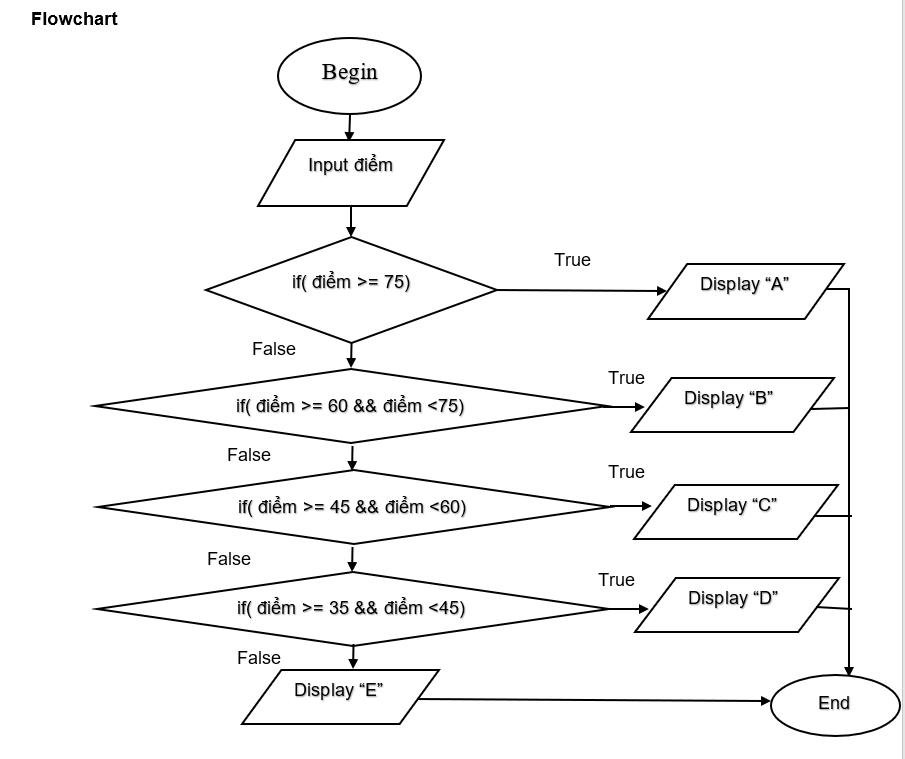 Flowchart
Begin
Input điểm
if( điểm >= 75)
True
Display “A”
False
if( điểm >= 60 && điểm <75)
True
Display “B”
False
if( điểm >= 45 && điểm <60)
True
Display “C”
False
if( điểm >= 35 && điểm <45)
True
Display “D”
False
Display “E”
End